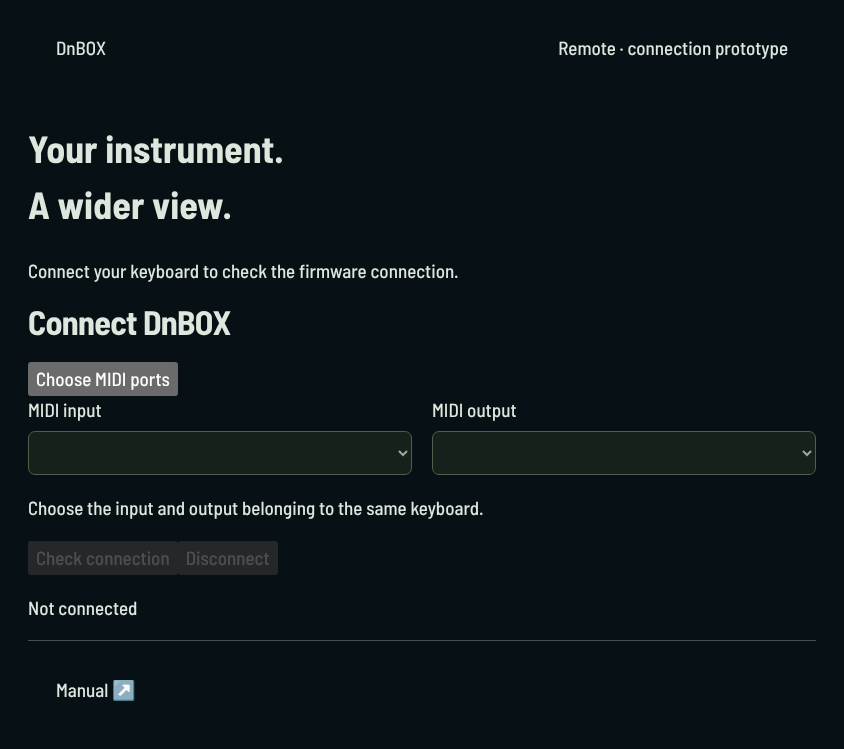 DnBOX
Remote · connection prototype
Your instrument.
A wider view.
Connect your keyboard to check the firmware connection.
Connect DnBOX
Choose MIDI ports
MIDI input
MIDI output
Choose the input and output belonging to the same keyboard.
Check connection
Disconnect
Not connected
Manual ↗